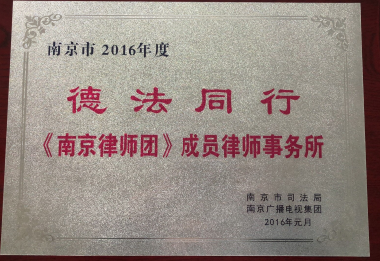 南京市 2016年度
德法同行
《南京律师团》成员律师事务所
南京市司法局
南京广播电视集团
2016年元月